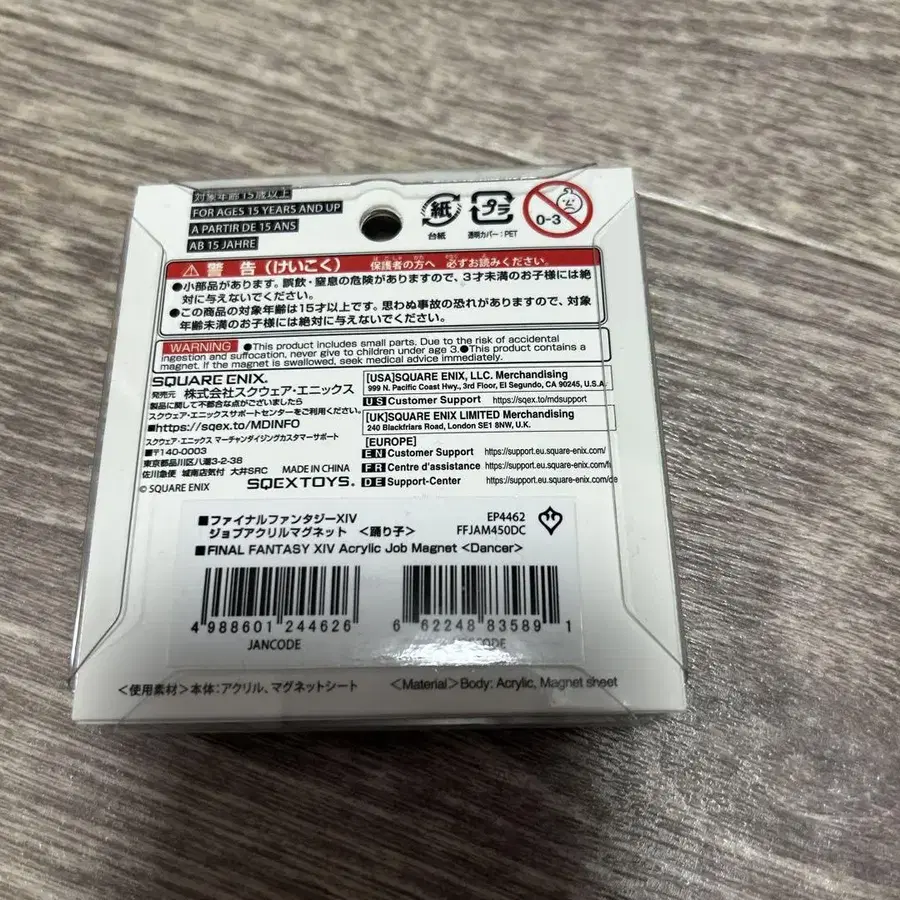 対象年齢15歳以上
FOR AGES 15 YEARS AND UP
A PARTIR DE 15 ANS
AB 15 JAHRE
紙
台紙
プラ
透明カバー：PET
0-3
警告（けいこく） 保護者の方へ 必ずお読みください。
●小部品があります。誤飲・窒息の危険がありますので、3才未満のお子様には絶
対に与えないでください。
●この商品の対象年齢は15才以上です。思わぬ事故の恐れがありますので、対象
年齢未満のお子様には絶対に与えないでください。
WARNING ●This product includes small parts. Due to the risk of accidental
ingestion and suffocation, never give to children under age 3.●This product contains a
magnet. If the magnet is swallowed, seek medical advice immediately.
SQUARE ENIX.
発売元 株式会社スクウェア・エニックス
製品に関して不都合な点がございましたら
スクウェア・エニックスサポートセンターをご利用ください。
■https://sqex.to/MDINFO
スクウェア・エニックス マーチャンダイジングカスタマーサポート
■〒140-0003
東京都品川区八潮3-2-38
佐川急便 城南店気付 大井SRC
MADE IN CHINA
© SQUARE ENIX
SQEXTOYS.
[USA]SQUARE ENIX, LLC. Merchandising
999 N. Pacific Coast Hwy., 3rd Floor, El Segundo, CA 90245, U.S.A.
US Customer Support https://sqex.to/mdsupport
[UK]SQUARE ENIX LIMITED Merchandising
240 Blackfriars Road, London SE1 8NW, U.K.
[EUROPE]
EN Customer Support https://support.eu.square-enix.com/
FR Centre d'assistance https://support.eu.square-enix.com/fr
DE Support-Center https://support.eu.square-enix.com/de
■ファイナルファンタジーXIV
ジョブアクリルマグネット ＜踊り子＞
EP4462
FFJAM450DC
■FINAL FANTASY XIV Acrylic Job Magnet <Dancer>
4 988601 244626
JANCODE
6 62248 83589 1
＜使用素材＞本体：アクリル、マグネットシート
<Material> Body: Acrylic, Magnet sheet